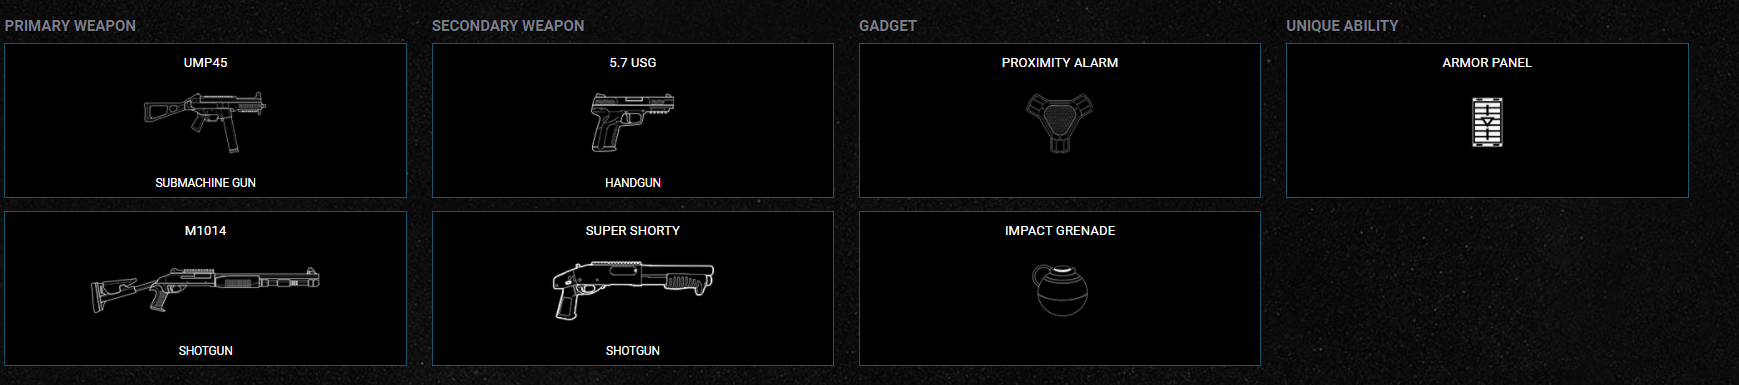 PRIMARY WEAPON
SECONDARY WEAPON
GADGET
UNIQUE ABILITY
UMP45
SUBMACHINE GUN
5.7 USG
HANDGUN
PROXIMITY ALARM
ARMOR PANEL
M1014
SHOTGUN
SUPER SHORTY
SHOTGUN
IMPACT GRENADE